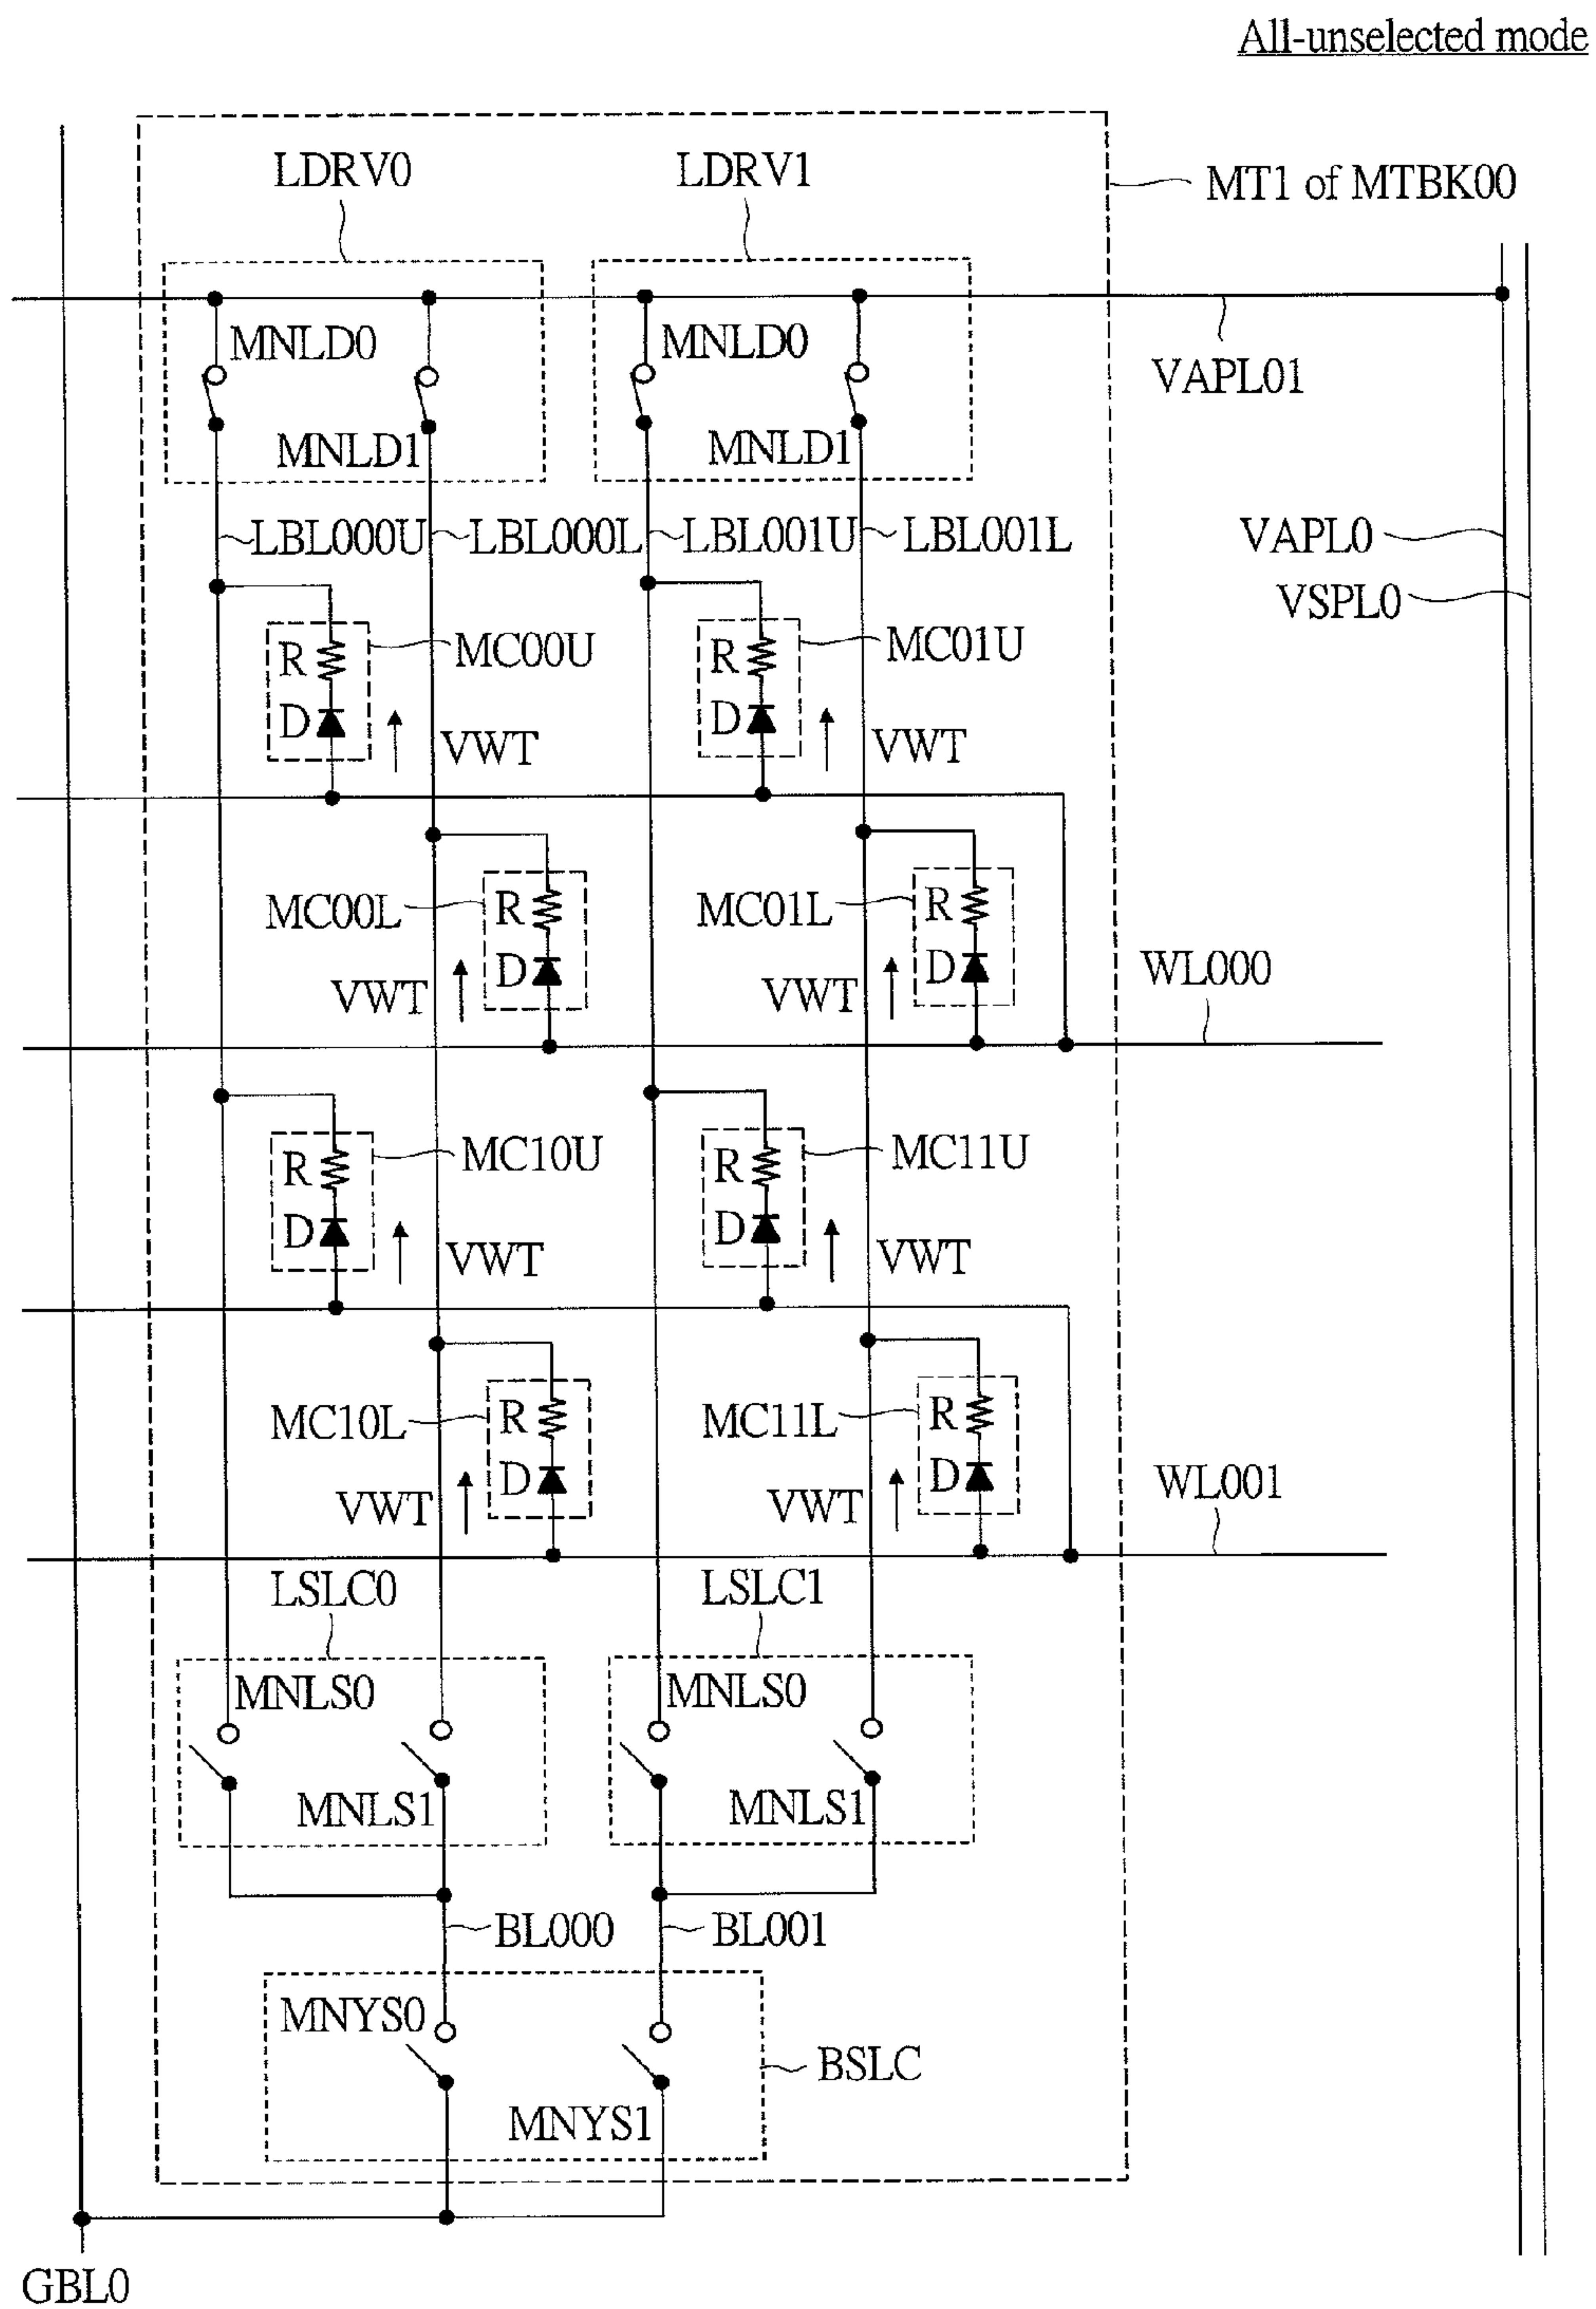 All-unselected mode
LDRV0
LDRV1
MT1 of MTBK00
MNLD0
MNLD0
VAPL01
MNLD1
MNLD1
LBL000U
LBL000L
LBL001U
LBL001L
VAPL0
VSPL0
R
MC00U
R
MC01U
D
VWT
D
VWT
MC00L
R
MC01L
R
VWT
D
VWT
D
WL000
R
MC10U
R
MC11U
D
VWT
D
VWT
MC10L
R
MC11L
R
VWT
D
VWT
D
WL001
LSLC0
LSLC1
MNLS0
MNLS0
MNLS1
MNLS1
BL000
BL001
MNYS0
BSLC
MNYS1
GBL0